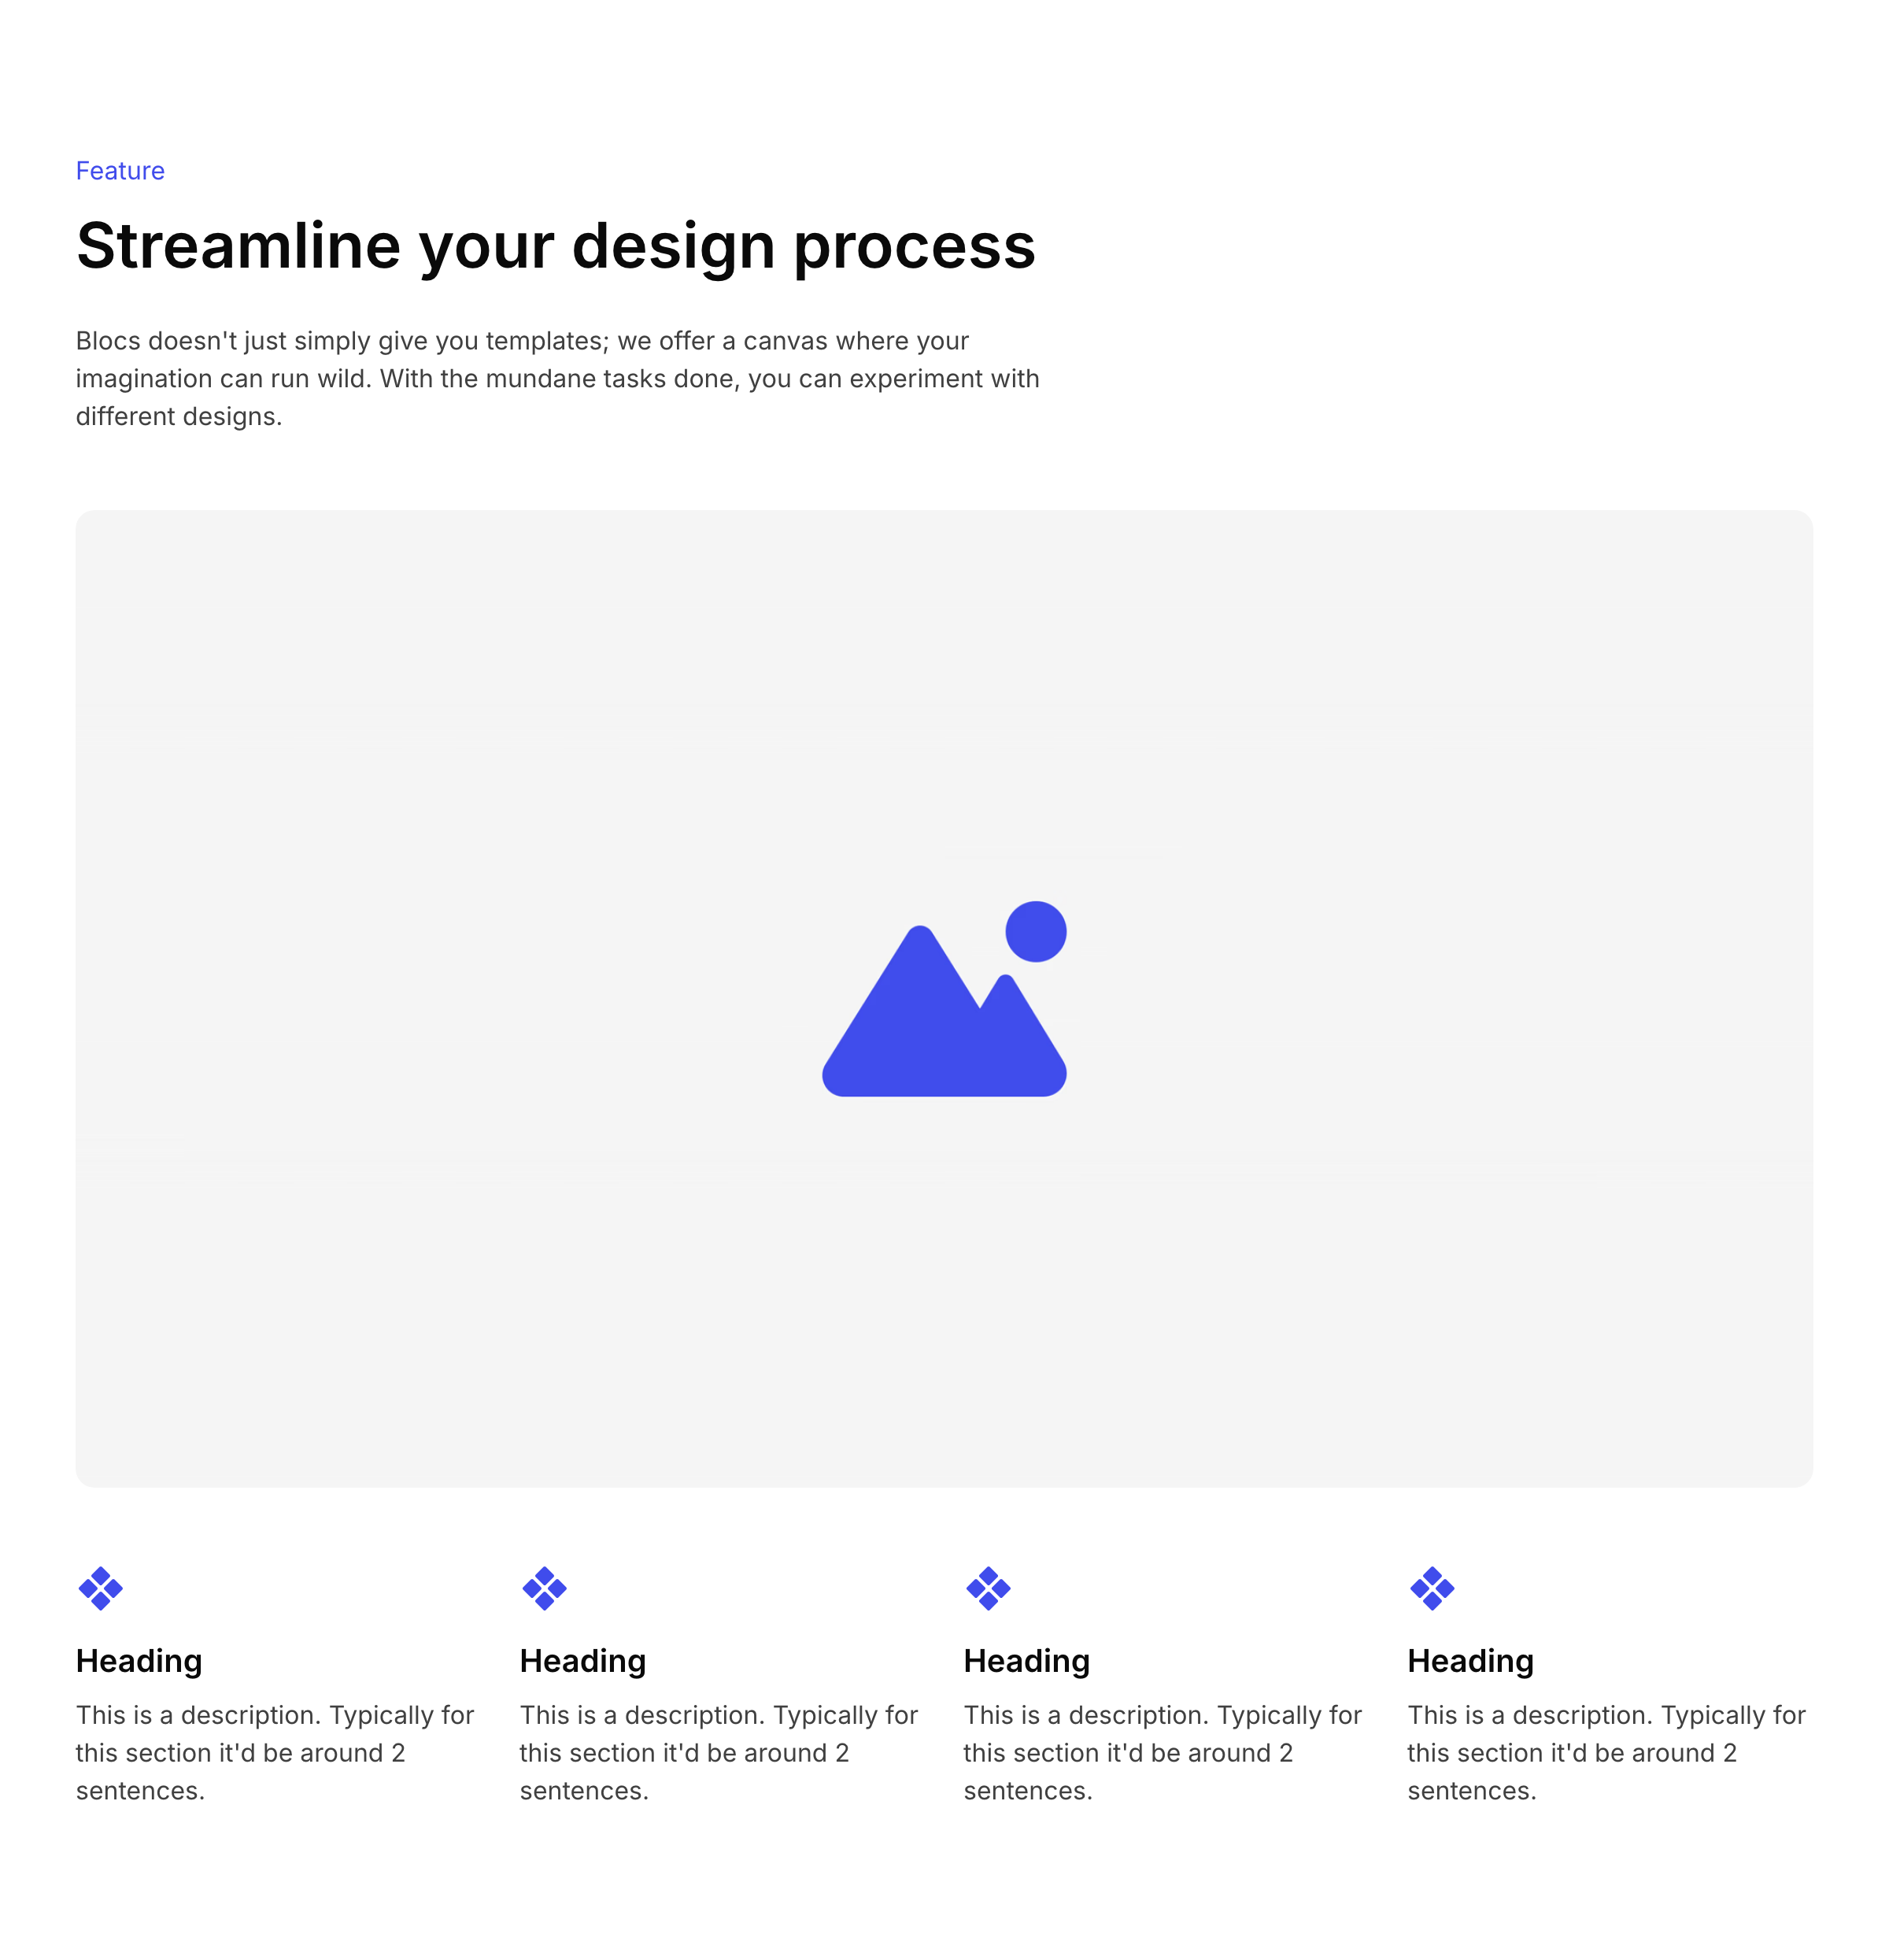 Feature
Streamline your design process
Blocs doesn't just simply give you templates; we offer a canvas where your
imagination can run wild. With the mundane tasks done, you can experiment with
different designs.
Heading
This is a description. Typically for
this section it'd be around 2
sentences.
Heading
This is a description. Typically for
this section it'd be around 2
sentences.
Heading
This is a description. Typically for
this section it'd be around 2
sentences.
Heading
This is a description. Typically for
this section it'd be around 2
sentences.